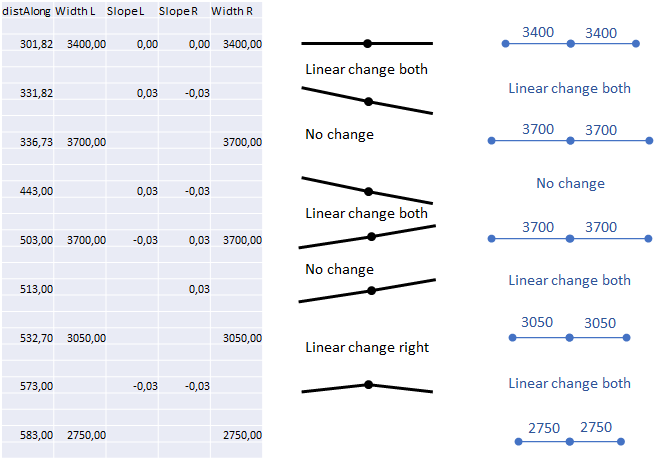 distAlong Width L SlopeL SlopeR Width R
301,82 3400,00 0,00 0,00 3400,00
3400 3400
Linear change both
331,82 0,03 -0,03
Linear change both
336,73 3700,00 3700,00
No change
3700 3700
443,00 0,03 -0,03
No change
Linear change both
503,00 3700,00 -0,03 0,03 3700,00
3700 3700
No change
513,00 0,03
Linear change both
532,70 3050,00 3050,00
3050 3050
Linear change right
573,00 -0,03 -0,03
Linear change both
583,00 2750,00 2750,00
2750 2750